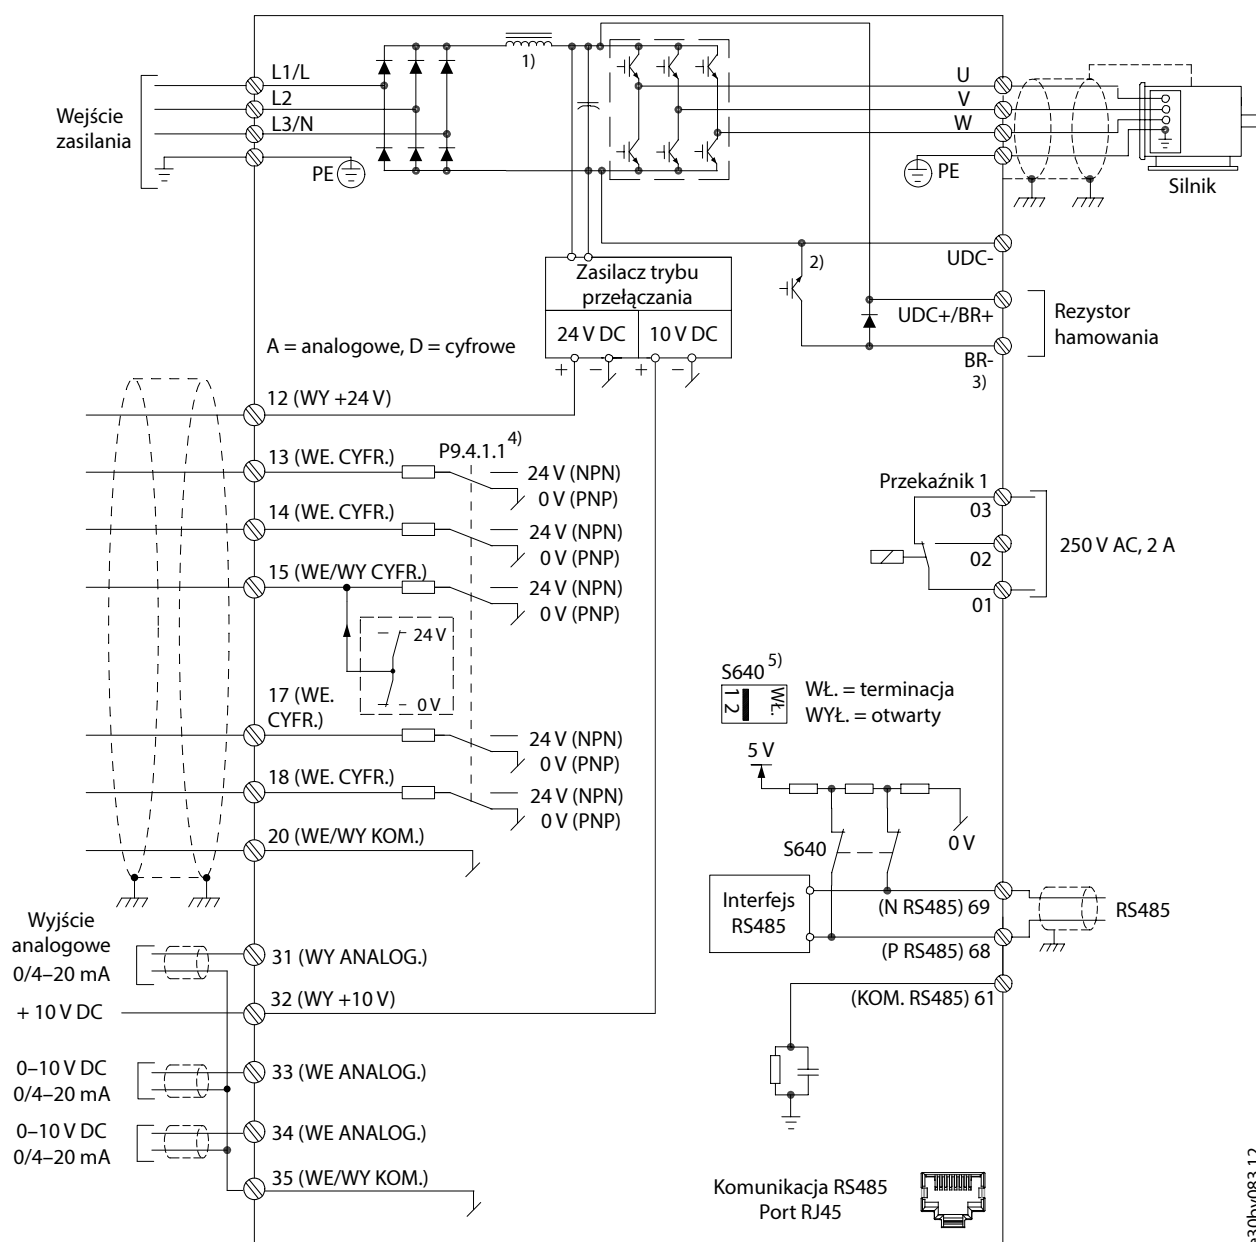 Wejście
zasilania
L1/L
L2
L3/N
PE
1)
U
V
W
PE
Silnik
UDC-
2)
UDC+/BR+
BR-
3)
Rezystor
hamowania
Zasilacz trybu
przełączania
24 V DC
10 V DC
+ − + −
A = analogowe, D = cyfrowe
12 (WY +24 V)
13 (WE. CYFR.)
P9.4.1.1 4)
24 V (NPN)
0 V (PNP)
14 (WE. CYFR.)
24 V (NPN)
0 V (PNP)
15 (WE/WY CYFR.)
24 V (NPN)
0 V (PNP)
24 V
0 V
17 (WE.
CYFR.)
24 V (NPN)
0 V (PNP)
18 (WE. CYFR.)
24 V (NPN)
0 V (PNP)
20 (WE/WY KOM.)
Wyjście
analogowe
0/4–20 mA
31 (WY ANALOG.)
+ 10 V DC
32 (WY +10 V)
0–10 V DC
0/4–20 mA
33 (WE ANALOG.)
0–10 V DC
0/4–20 mA
34 (WE ANALOG.)
35 (WE/WY KOM.)
Przekaźnik 1
03
02
01
250 V AC, 2 A
S640 5)
1 2
WŁ.
WŁ. = terminacja
WYŁ. = otwarty
5 V
0 V
S640
Interfejs
RS485
(N RS485) 69
(P RS485) 68
RS485
(KOM. RS485) 61
Komunikacja RS485
Port RJ45
e30bv083.12